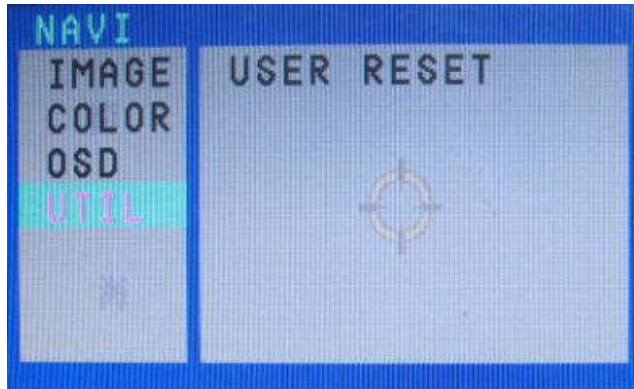 NAVI
IMAGE
COLOR
OSD
UTIL
USER RESET